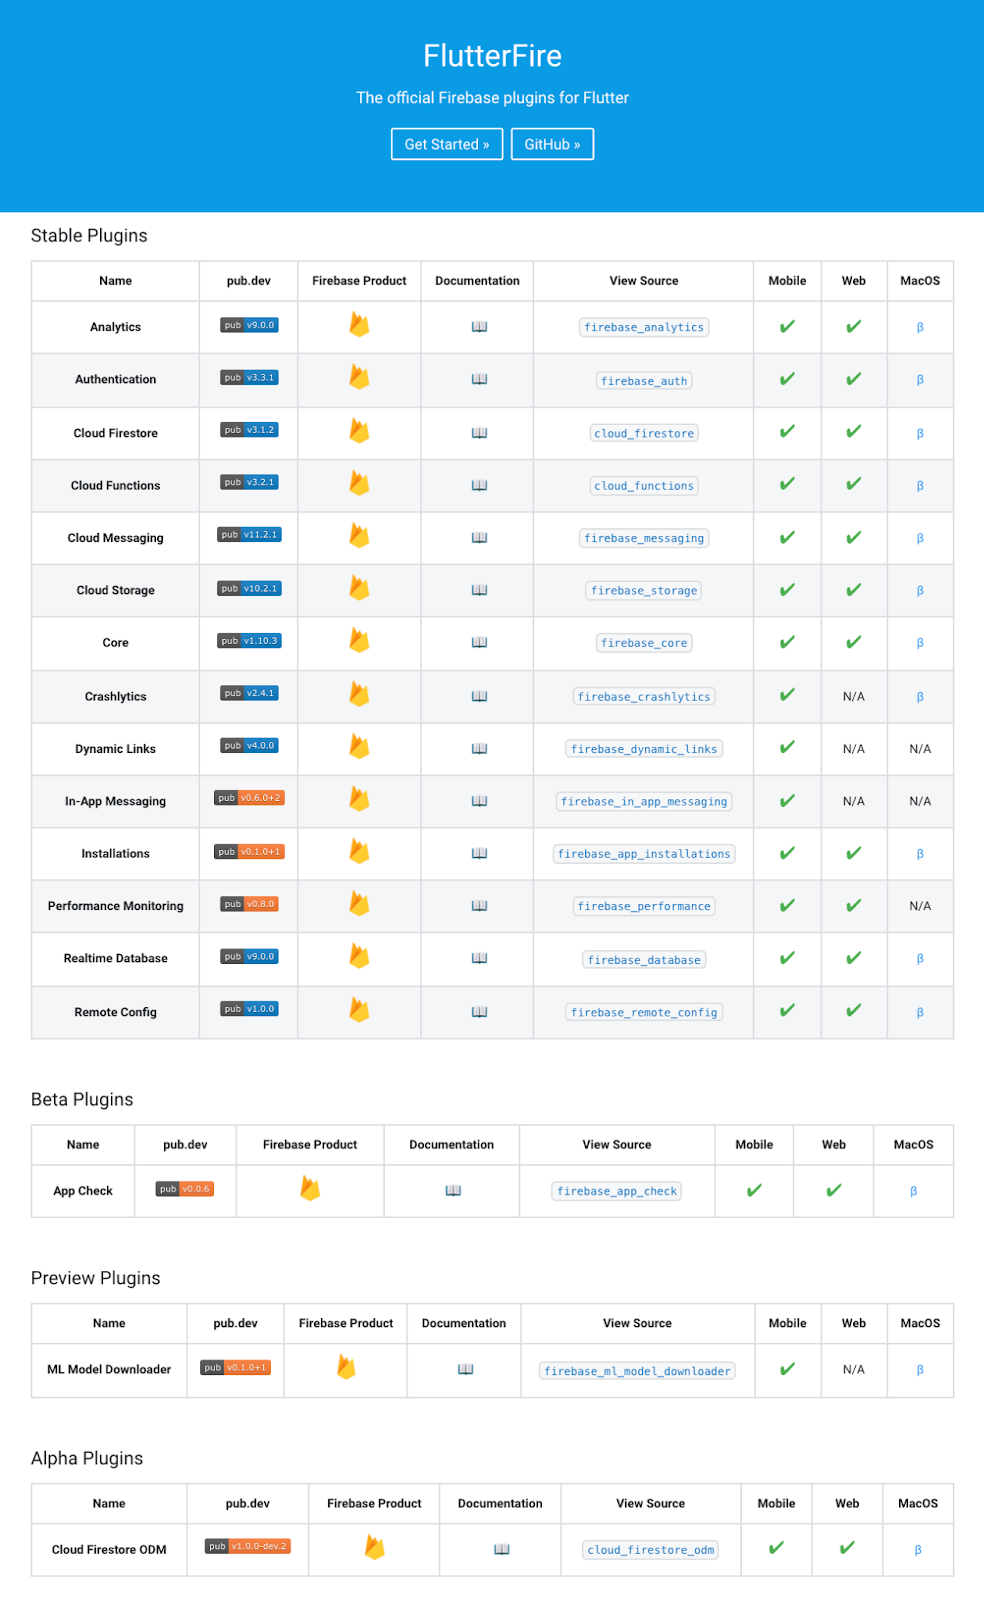 FlutterFire
The official Firebase plugins for Flutter
Get Started » GitHub »
Stable Plugins
Name pub.dev Firebase Product Documentation View Source Mobile Web MacOS
Analytics pub v9.0.0 firebase_analytics ✔ ✔ β
Authentication pub v3.3.1 firebase_auth ✔ ✔ β
Cloud Firestore pub v3.1.2 cloud_firestore ✔ ✔ β
Cloud Functions pub v3.2.1 cloud_functions ✔ ✔ β
Cloud Messaging pub v11.2.1 firebase_messaging ✔ ✔ β
Cloud Storage pub v10.2.1 firebase_storage ✔ ✔ β
Core pub v1.10.3 firebase_core ✔ ✔ β
Crashlytics pub v2.4.1 firebase_crashlytics ✔ N/A β
Dynamic Links pub v4.0.0 firebase_dynamic_links ✔ N/A N/A
In-App Messaging pub v0.6.0+2 firebase_in_app_messaging ✔ N/A N/A
Installations pub v0.1.0+1 firebase_app_installations ✔ ✔ β
Performance Monitoring pub v0.8.0 firebase_performance ✔ ✔ N/A
Realtime Database pub v9.0.0 firebase_database ✔ ✔ β
Remote Config pub v1.0.0 firebase_remote_config ✔ ✔ β
Beta Plugins
Name pub.dev Firebase Product Documentation View Source Mobile Web MacOS
App Check pub v0.0.6 firebase_app_check ✔ ✔ β
Preview Plugins
Name pub.dev Firebase Product Documentation View Source Mobile Web MacOS
ML Model Downloader pub v0.1.0+1 firebase_ml_model_downloader ✔ N/A β
Alpha Plugins
Name pub.dev Firebase Product Documentation View Source Mobile Web MacOS
Cloud Firestore ODM pub v1.0.0-dev.2 cloud_firestore_odm ✔ ✔ β